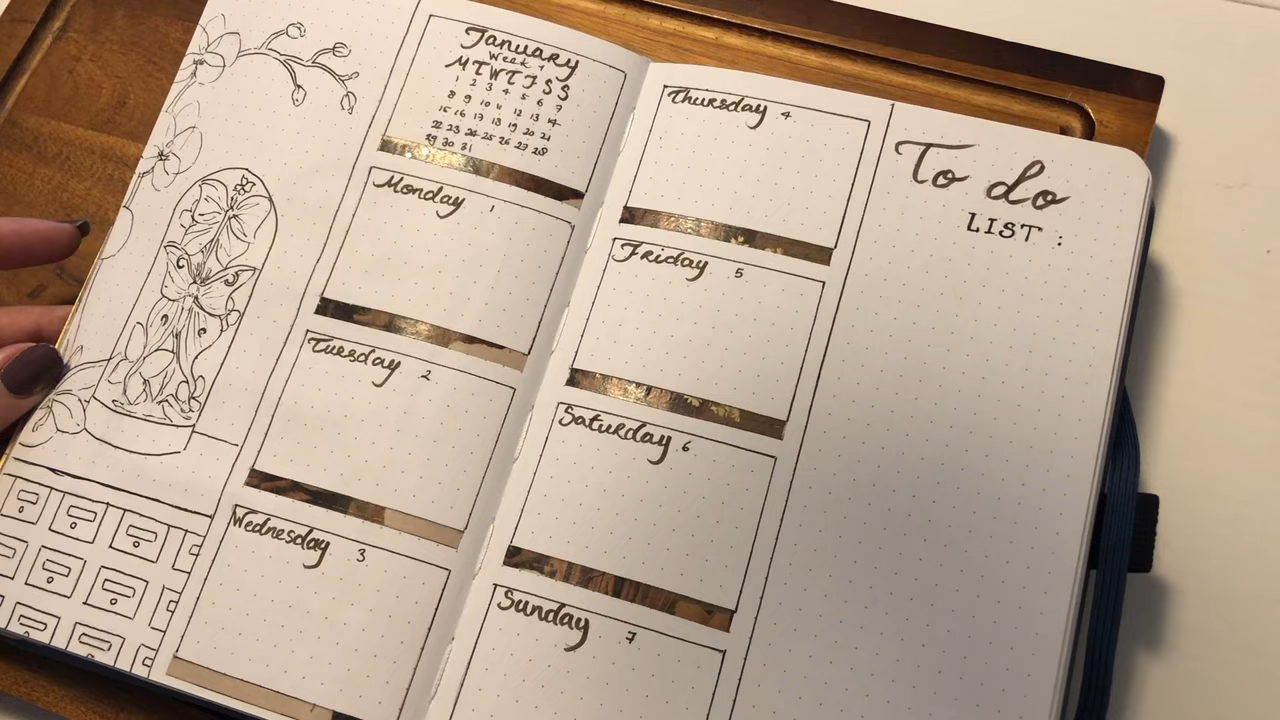 January
Week 1
M T W T F S S
1 2 3 4 5 6 7
8 9 10 11 12 13 14
15 16 17 18 19 20 21
22 23 24 25 26 27 28
29 30 31
Monday 1
Tuesday 2
Wednesday 3
Thursday 4
Friday 5
Saturday 6
Sunday 7
To do
LIST :